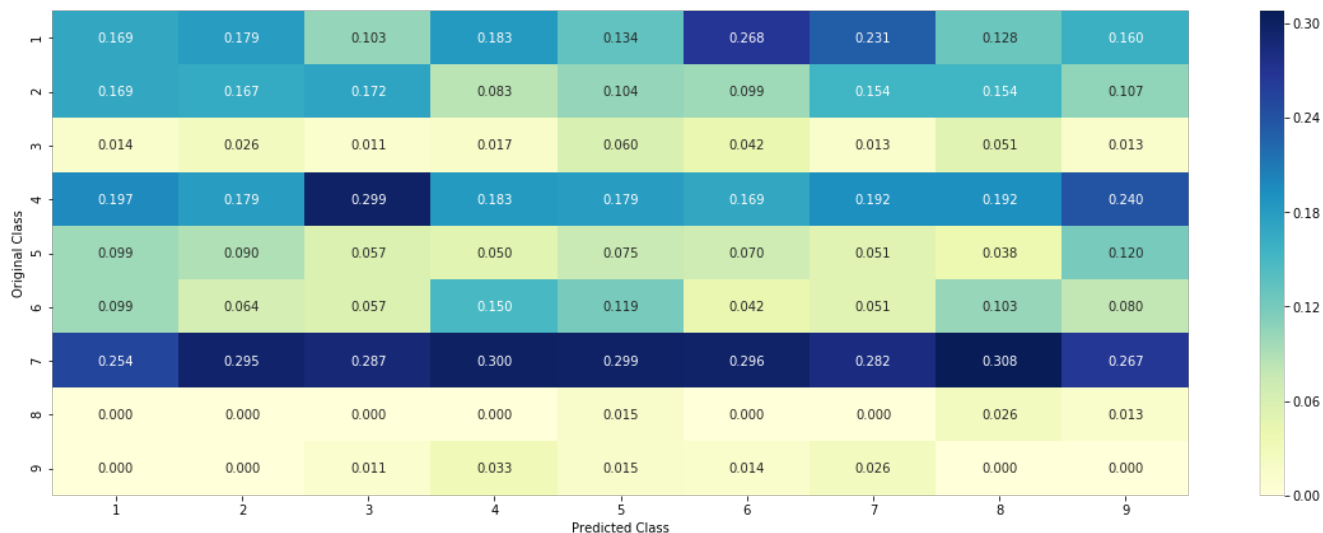 1 0.169 0.179 0.103 0.183 0.134 0.268 0.231 0.128 0.160
2 0.169 0.167 0.172 0.083 0.104 0.099 0.154 0.154 0.107
3 0.014 0.026 0.011 0.017 0.060 0.042 0.013 0.051 0.013
4 0.197 0.179 0.299 0.183 0.179 0.169 0.192 0.192 0.240
5 0.099 0.090 0.057 0.050 0.075 0.070 0.051 0.038 0.120
6 0.099 0.064 0.057 0.150 0.119 0.042 0.051 0.103 0.080
7 0.254 0.295 0.287 0.300 0.299 0.296 0.282 0.308 0.267
8 0.000 0.000 0.000 0.000 0.015 0.000 0.000 0.026 0.013
9 0.000 0.000 0.011 0.033 0.015 0.014 0.026 0.000 0.000
1 2 3 4 5 6 7 8 9
Predicted Class
Original Class
0.30
0.24
0.18
0.12
0.06
0.00